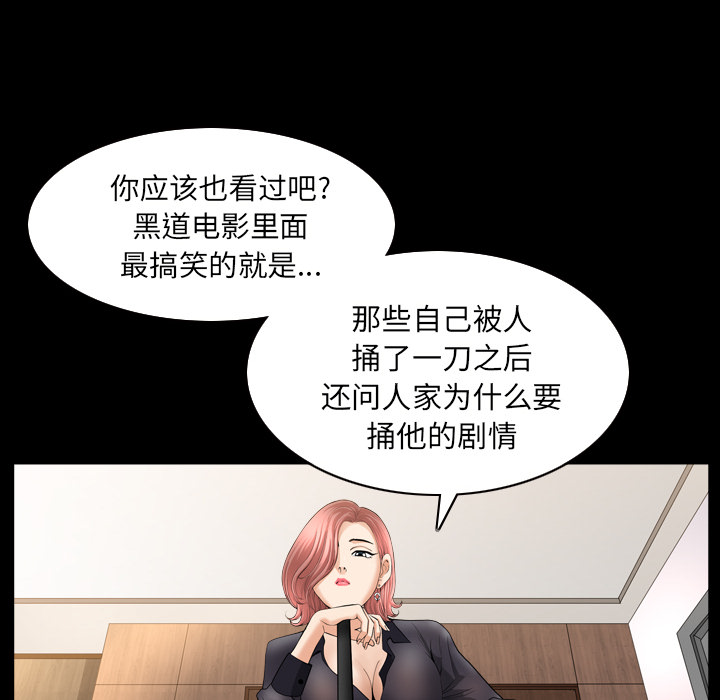 你应该也看过吧?
黑道电影里面
最搞笑的就是...
那些自己被人
捅了一刀之后
还问人家为什么要
捅他的剧情